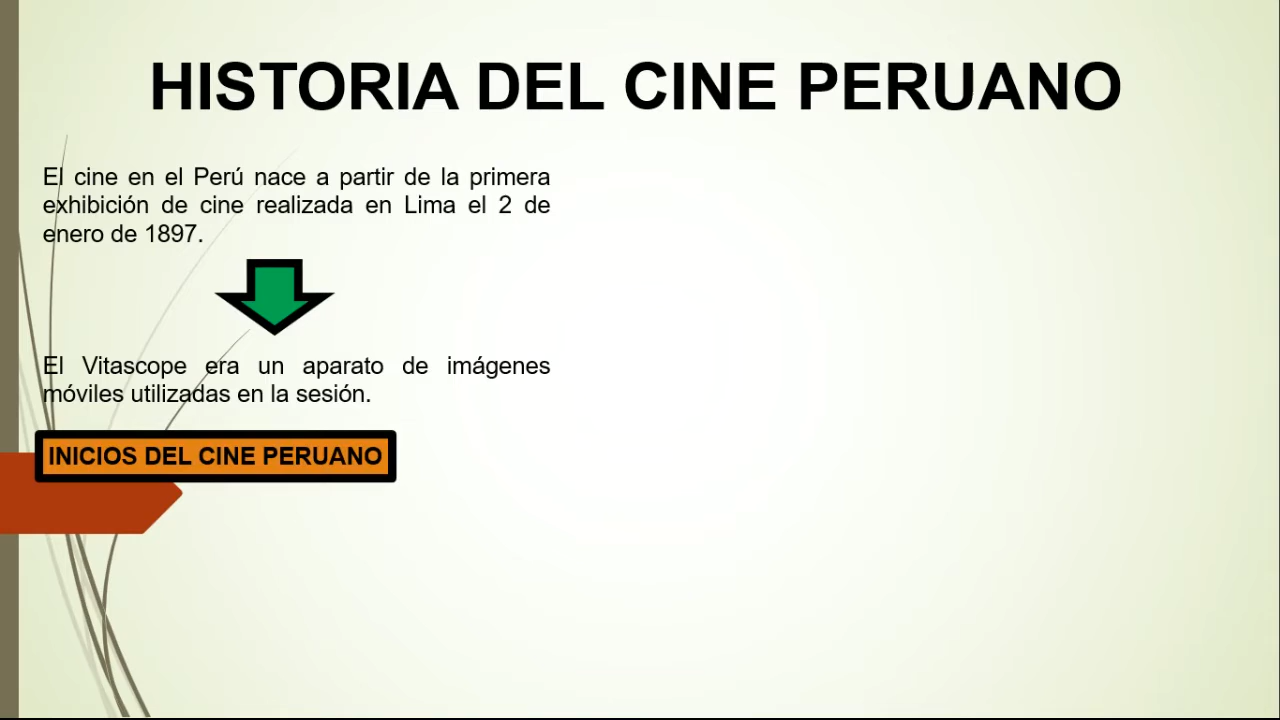 HISTORIA DEL CINE PERUANO
El cine en el Perú nace a partir de la primera
exhibición de cine realizada en Lima el 2 de
enero de 1897.
El Vitascope era un aparato de imágenes
móviles utilizadas en la sesión.
INICIOS DEL CINE PERUANO